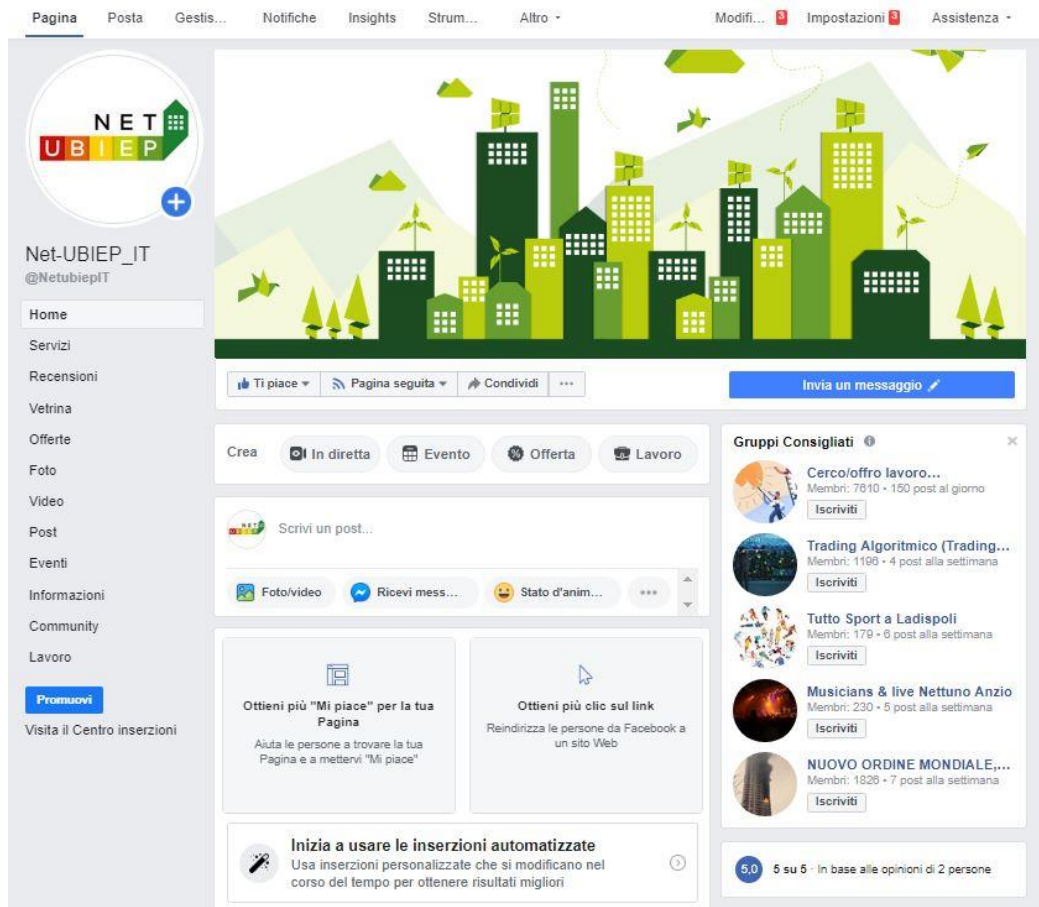 Pagina Posta Gestis... Notifiche Insights Strum... Altro Modifi... 3 Impostazioni 3 Assistenza
NET
UBIEP
Net-UBIEP_IT
@NetubiepIT
Home
Servizi
Recensioni
Vetrina
Offerte
Foto
Video
Post
Eventi
Informazioni
Community
Lavoro
Promuovi
Visita il Centro inserzioni
Ti piace Pagina seguita Condividi ... Invia un messaggio
Crea In diretta Evento Offerta Lavoro
NET
UBIEP
Scrivi un post...
Foto/video Ricevi mess... Stato d'anim... ...
Ottieni più "Mi piace" per la tua
Pagina
Aiuta le persone a trovare la tua
Pagina e a mettervi "Mi piace"
Ottieni più clic sul link
Reindirizza le persone da Facebook a
un sito Web
Inizia a usare le inserzioni automatizzate
Usa inserzioni personalizzate che si modificano nel
corso del tempo per ottenere risultati migliori
Gruppi Consigliati
Cerco/offro lavoro...
Membri: 7610 • 150 post al giorno
Iscriviti
Trading Algoritmico (Trading...
Membri: 1196 • 4 post alla settimana
Iscriviti
Tutto Sport a Ladispoli
Membri: 179 • 6 post alla settimana
Iscriviti
Musicians & live Nettuno Anzio
Membri: 230 • 5 post alla settimana
Iscriviti
NUOVO ORDINE MONDIALE,...
Membri: 1826 • 7 post alla settimana
Iscriviti
5,0 5 su 5 · In base alle opinioni di 2 persone